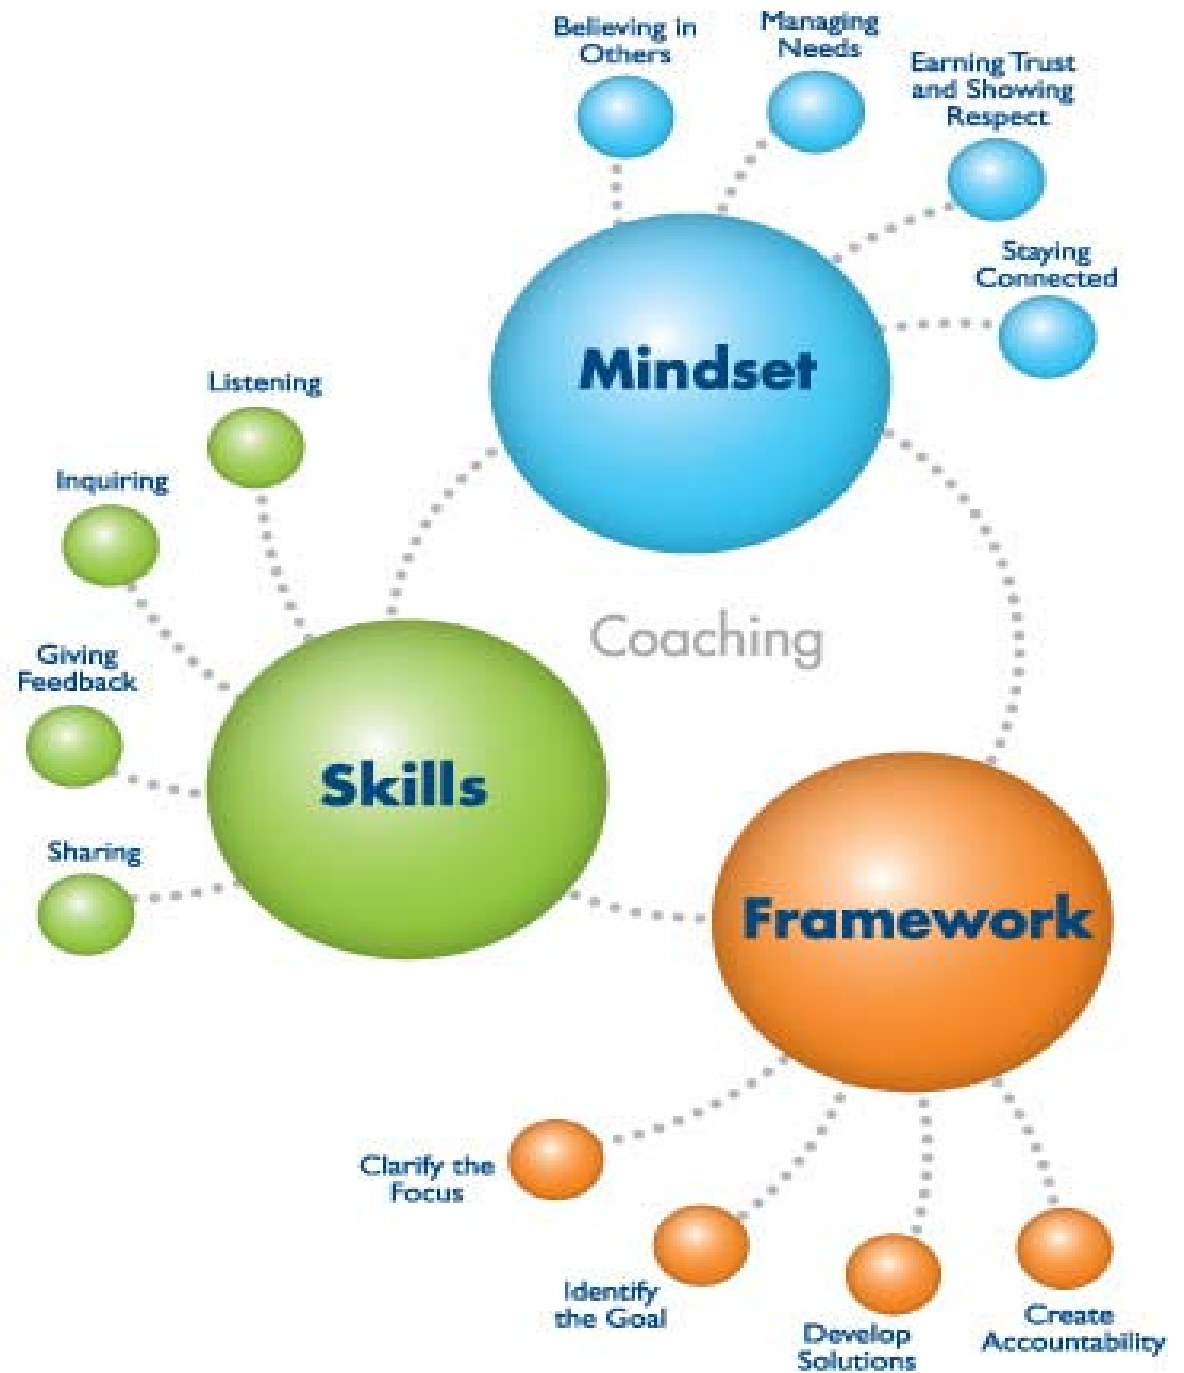 Believing in
Others
Managing
Needs
Earning Trust
and Showing
Respect
Staying
Connected
Mindset
Listening
Inquiring
Giving
Feedback
Sharing
Coaching
Skills
Framework
Clarify the
Focus
Identify
the Goal
Develop
Solutions
Create
Accountability